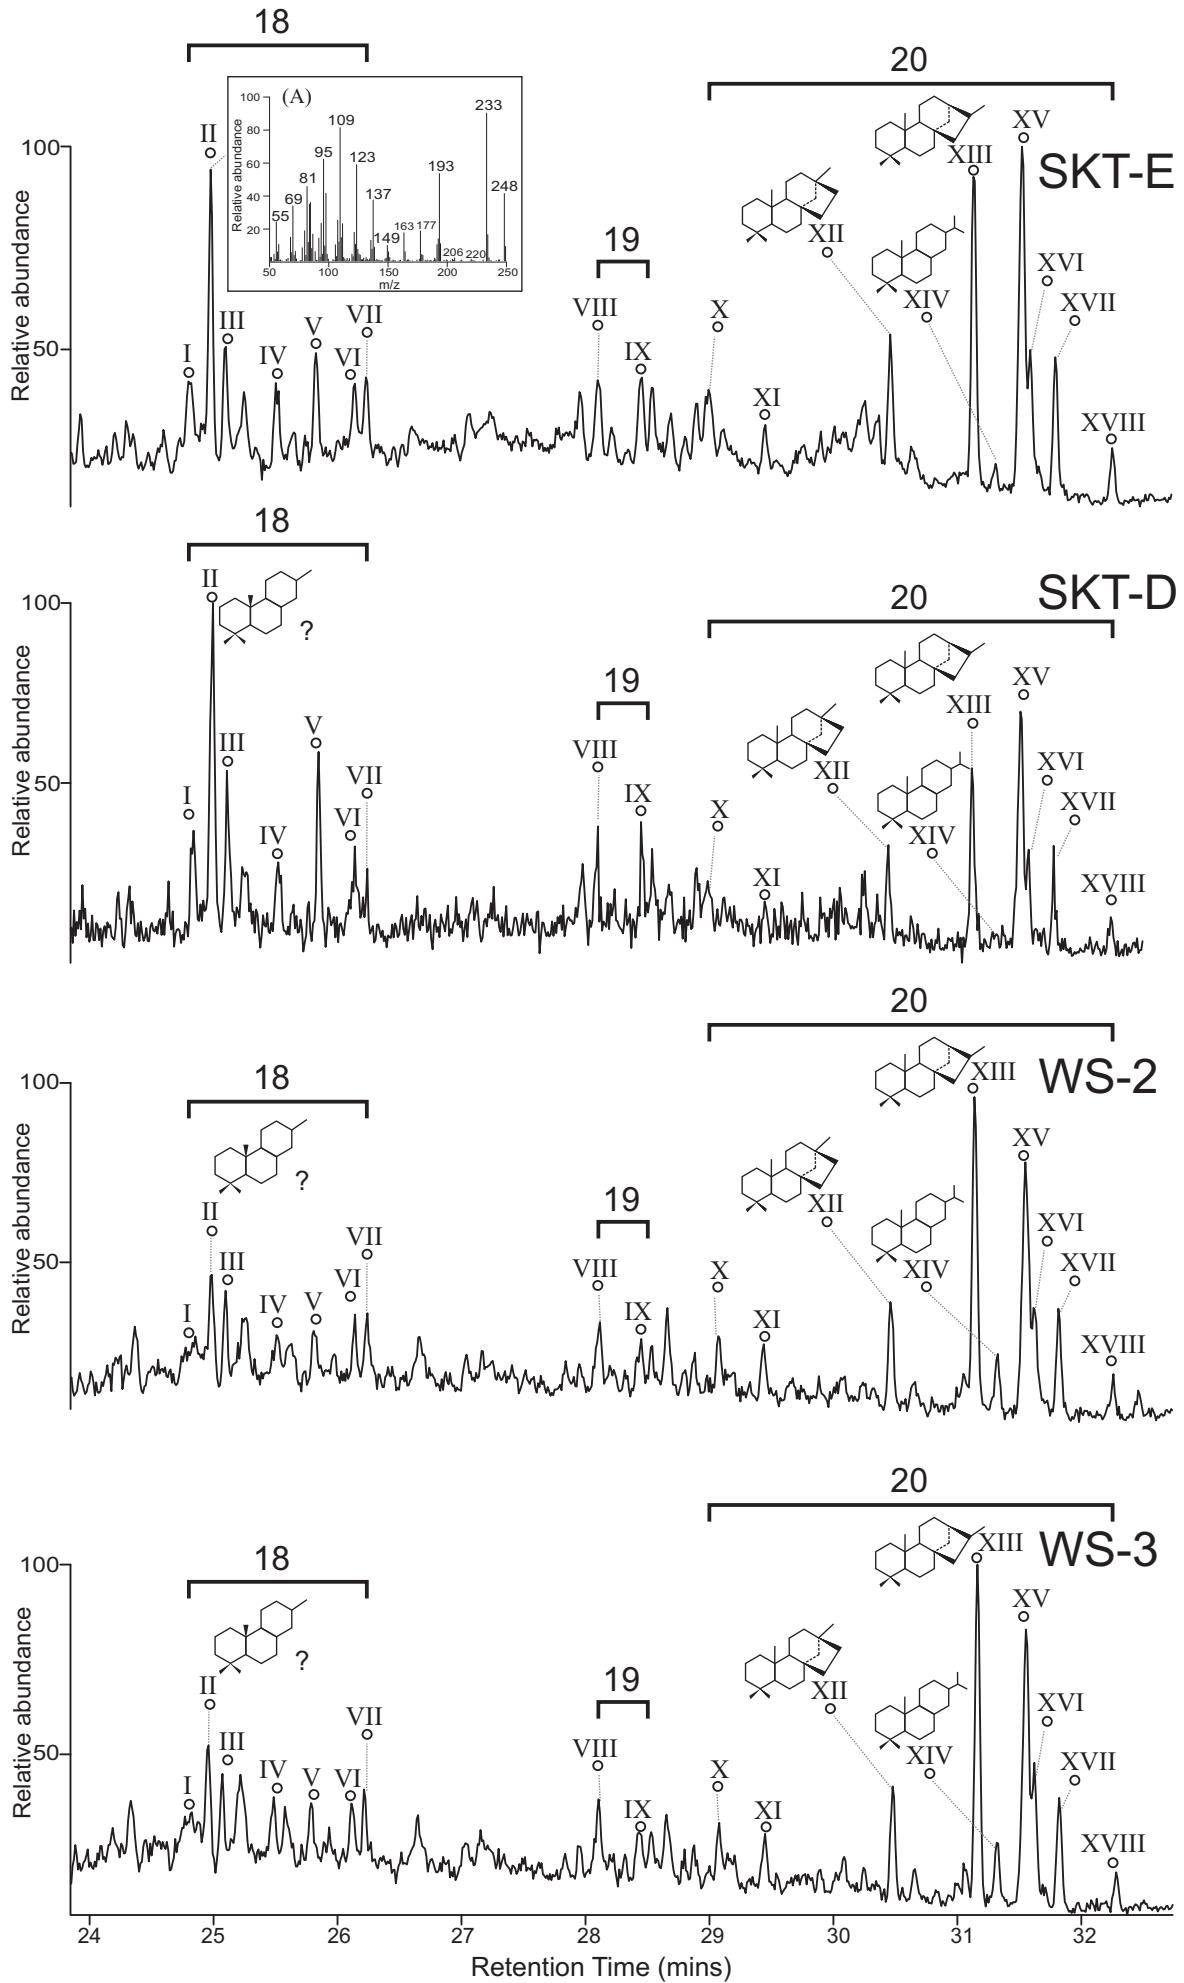 18
20
SKT-E
100
50
Relative abundance
II
(A)
100
80
60
40
20
Relative abundance
55
69
81
95
109
123
137
149
163
177
193
206
220
233
248
50
100
150
200
250
m/z
I
III
IV
V
VI
VII
19
VIII
IX
X
XI
XII
XIII
XIV
XV
XVI
XVII
XVIII
18
20
SKT-D
100
50
Relative abundance
II
?
I
III
IV
V
VI
VII
19
VIII
IX
X
XI
XII
XIII
XIV
XV
XVI
XVII
XVIII
20
WS-2
18
100
50
Relative abundance
?
II
I
III
IV
V
VI
VII
19
VIII
IX
X
XI
XII
XIII
XIV
XV
XVI
XVII
XVIII
20
WS-3
18
100
50
Relative abundance
?
II
I
III
IV
V
VI
VII
19
VIII
IX
X
XI
XII
XIII
XIV
XV
XVI
XVII
XVIII
24 25 26 27 28 29 30 31 32
Retention Time (mins)